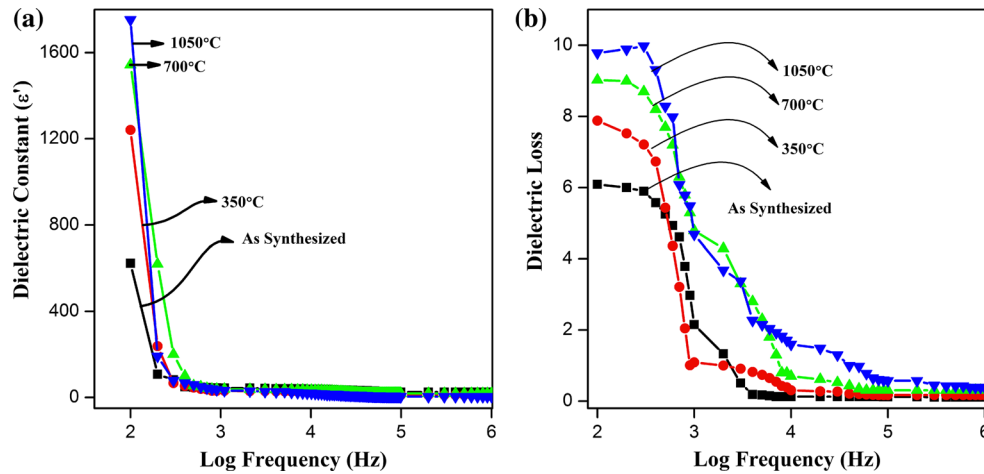 (a)
Dielectric Constant (ε')
1600
1200
800
400
0
1050°C
700°C
350°C
As Synthesized
2 3 4 5 6
Log Frequency (Hz)
(b)
Dielectric Loss
10
8
6
4
2
0
1050°C
700°C
350°C
As Synthesized
2 3 4 5 6
Log Frequency (Hz)